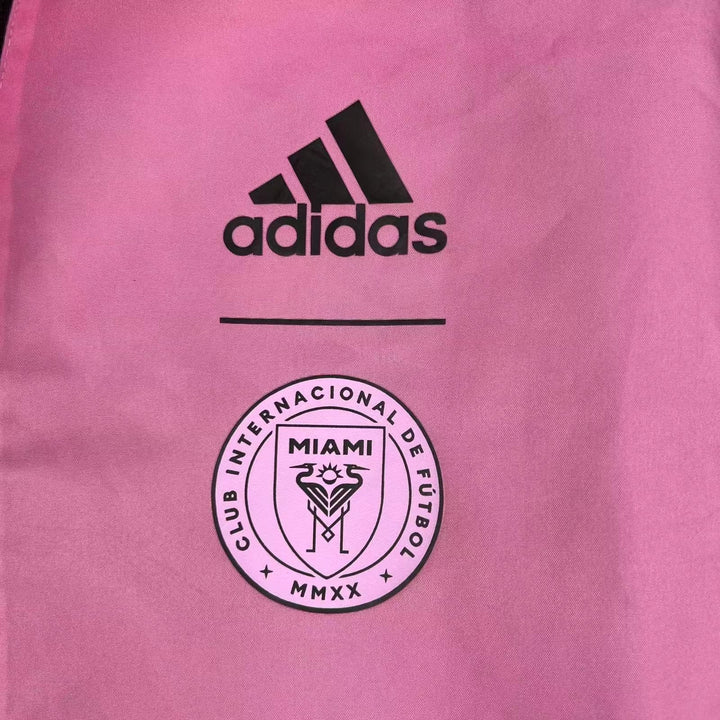 adidas
CLUB INTERNACIONAL DE FÚTBOL
MIAMI
MMXX